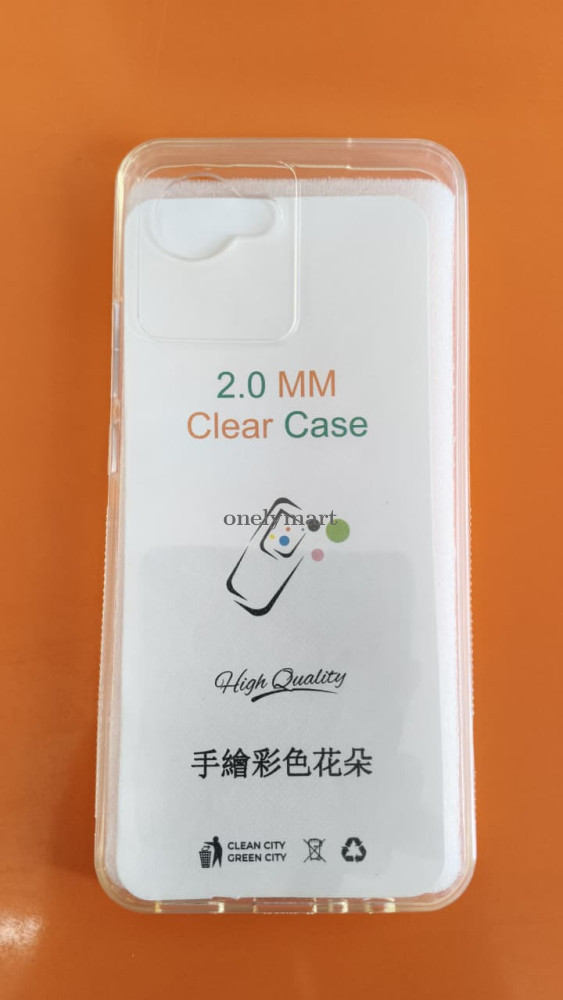 2.0 MM
Clear Case
onelymart
High Quality
手繪彩色花朵
CLEAN CITY
GREEN CITY